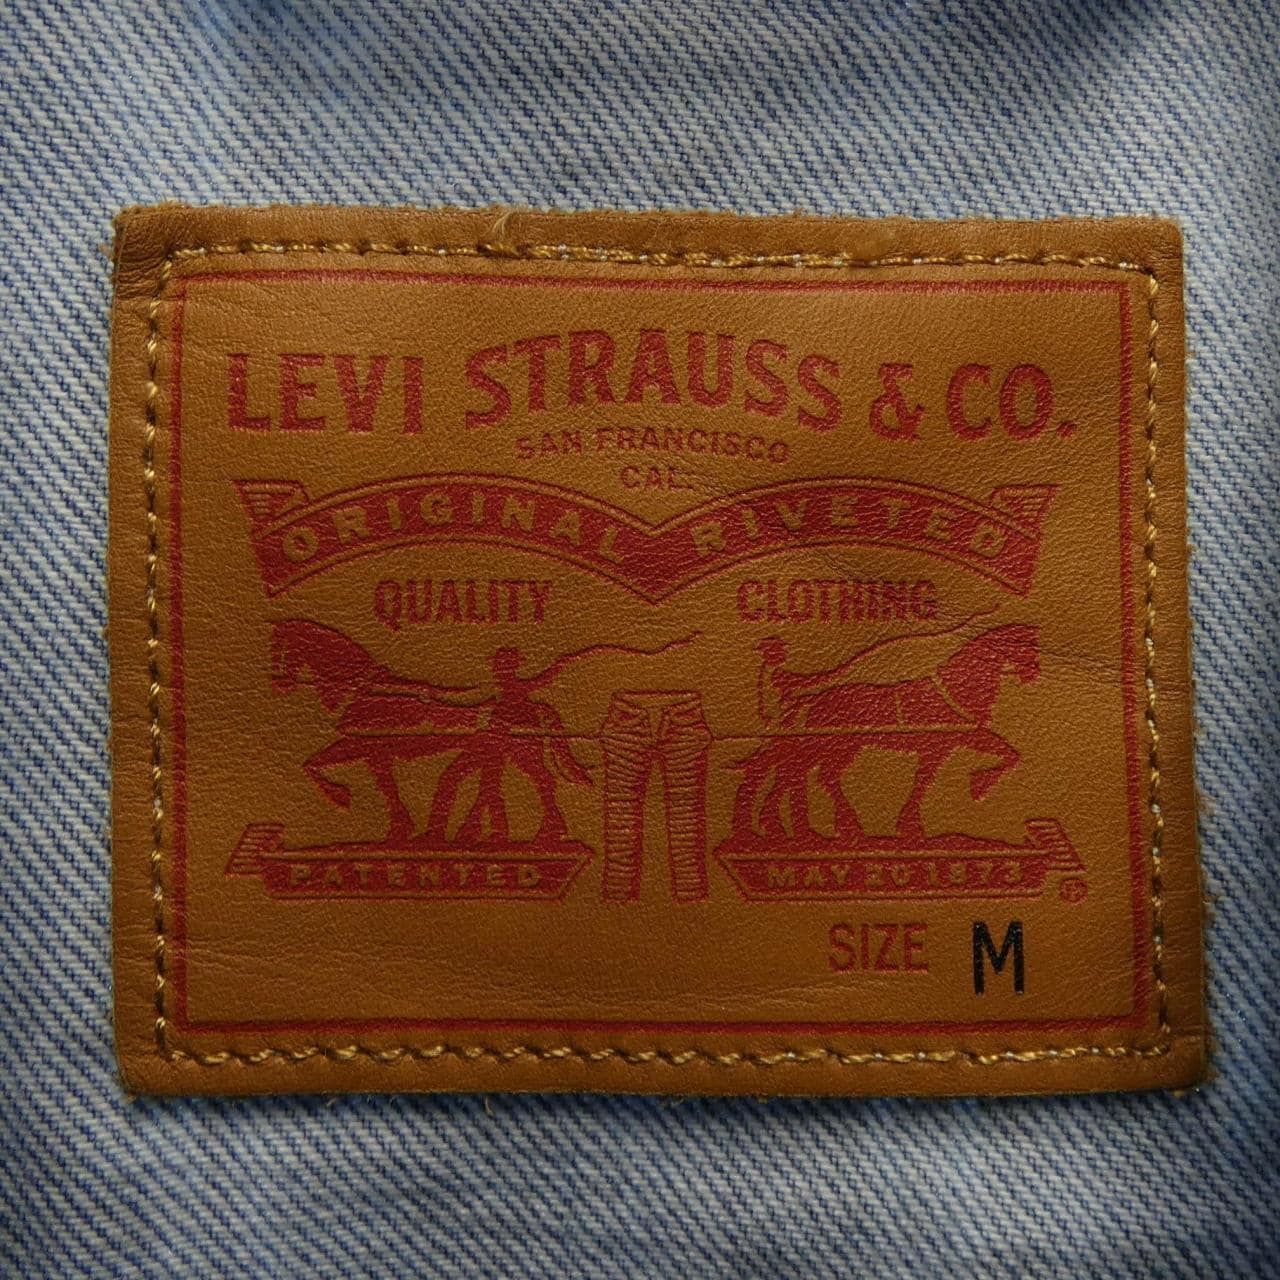 LEVI STRAUSS & CO.
SAN FRANCISCO
CAL.
ORIGINAL RIVETED
QUALITY CLOTHING
PATENTED MAY 20 1873
®
SIZE M